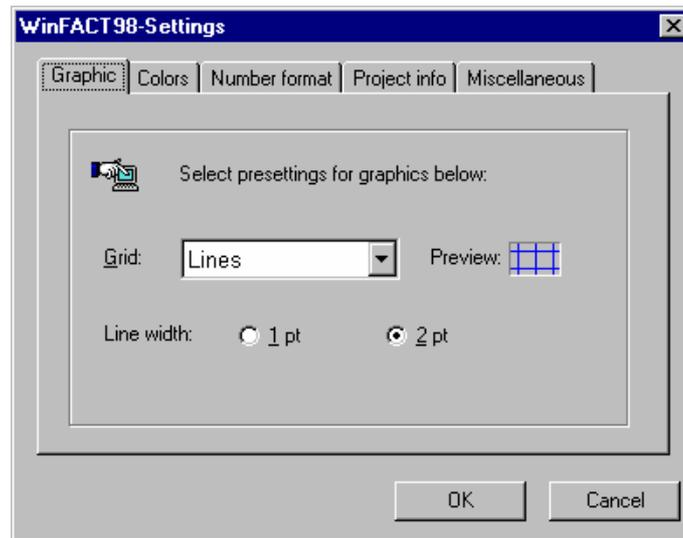 WinFACT98-Settings
Graphic Colors Number format Project info Miscellaneous
Select presettings for graphics below:
Grid: Lines Preview:
Line width: 1 pt 2 pt
OK Cancel